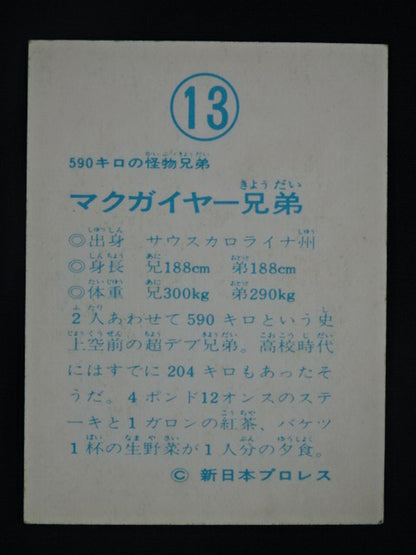 13
590キロの怪物兄弟
マクガイヤー兄弟
◎出身 サウスカロライナ州
◎身長 兄188cm 弟188cm
◎体重 兄300kg 弟290kg
2人あわせて590キロという史
上空前の超デブ兄弟。高校時代
にはすでに204キロもあったそ
うだ。4ポンド12オンスのステ
ーキと1ガロンの紅茶、バケツ
1杯の生野菜が1人分の夕食。
© 新日本プロレス